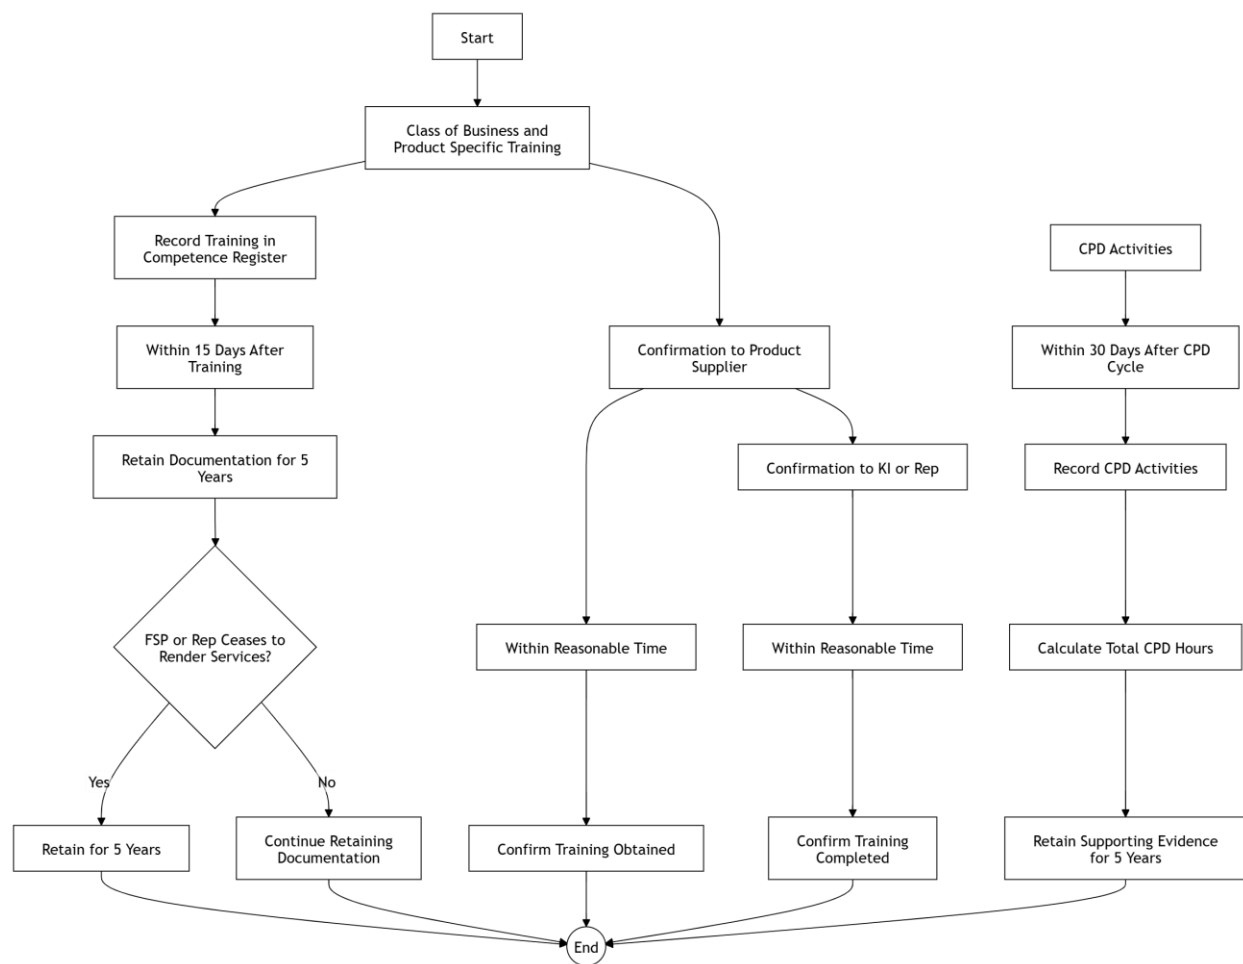 Start
Class of Business and
Product Specific Training
Record Training in
Competence Register
CPD Activities
Within 15 Days After
Training
Confirmation to Product
Supplier
Within 30 Days After CPD
Cycle
Retain Documentation for 5
Years
Confirmation to KI or Rep
Record CPD Activities
FSP or Rep Ceases to
Render Services?
Within Reasonable Time
Within Reasonable Time
Calculate Total CPD Hours
Yes
No
Retain for 5 Years
Continue Retaining
Documentation
Confirm Training Obtained
Confirm Training
Completed
Retain Supporting Evidence
for 5 Years
End